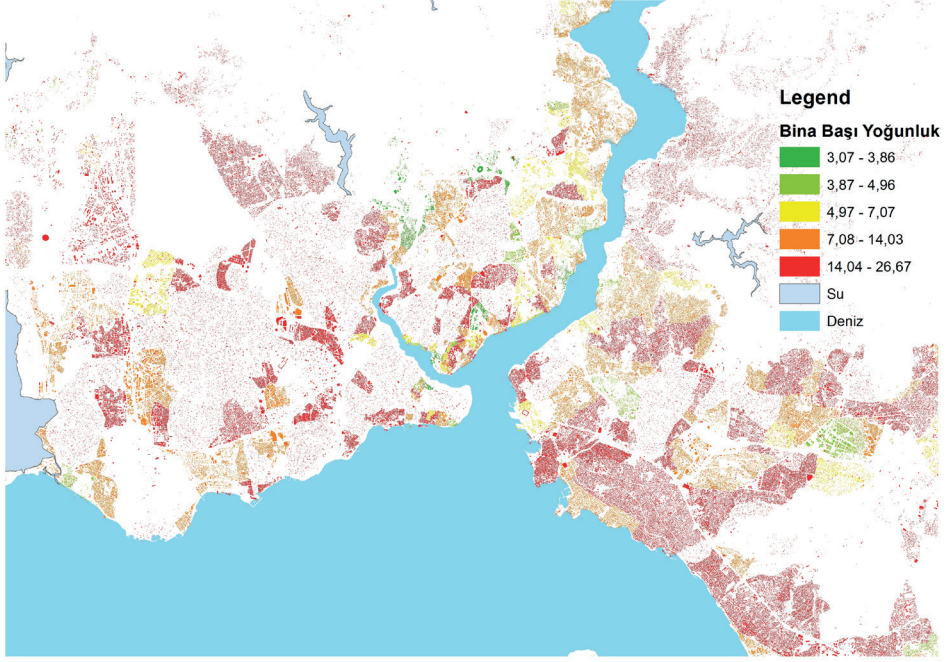 Legend
Bina Başı Yoğunluk
3,07 - 3,86
3,87 - 4,96
4,97 - 7,07
7,08 - 14,03
14,04 - 26,67
Su
Deniz